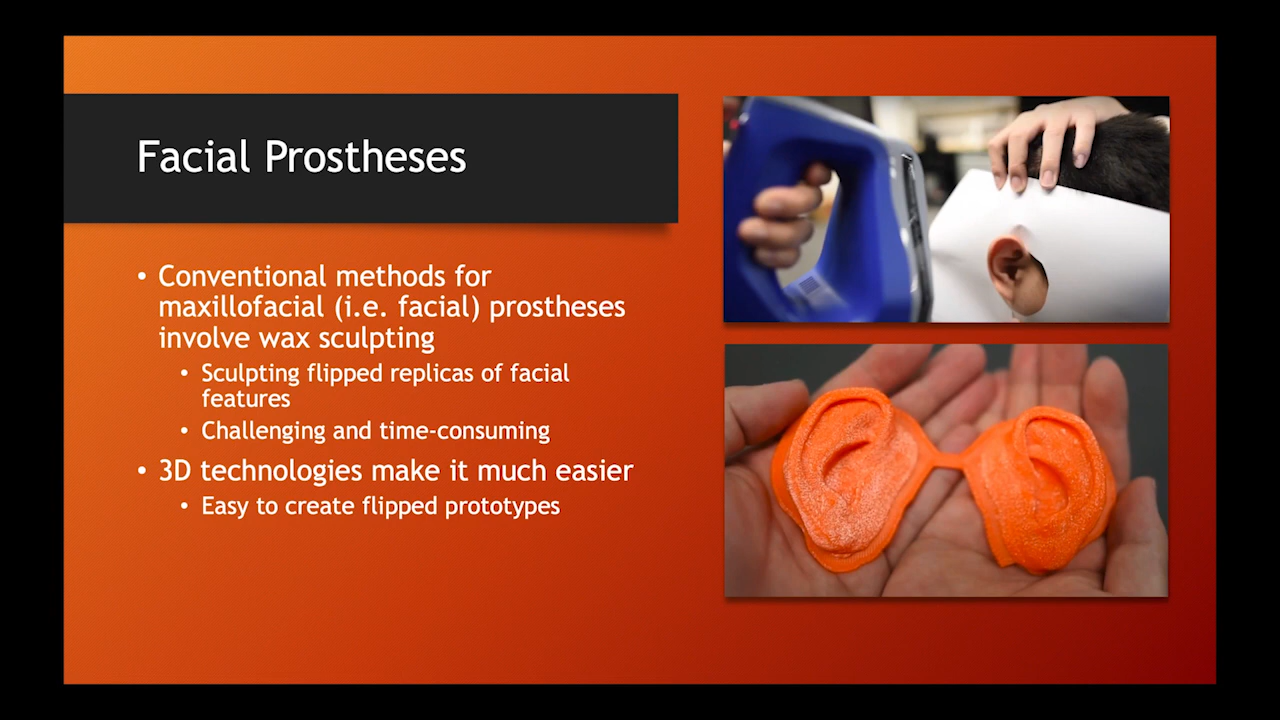 Facial Prostheses
• Conventional methods for
maxillofacial (i.e. facial) prostheses
involve wax sculpting
• Sculpting flipped replicas of facial
features
• Challenging and time-consuming
• 3D technologies make it much easier
• Easy to create flipped prototypes